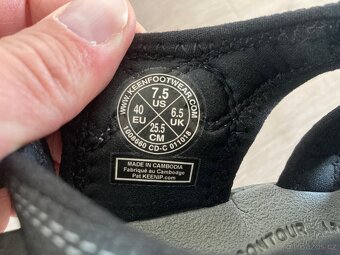 WWW.KEENFOOTWEAR.COM
7.5
US
40
EU
6.5
UK
25.5
CM
1008660 CD-C 011018
MADE IN CAMBODIA
Fabriqué au Cambodge
Pat KEENIP.com
CONTOUR